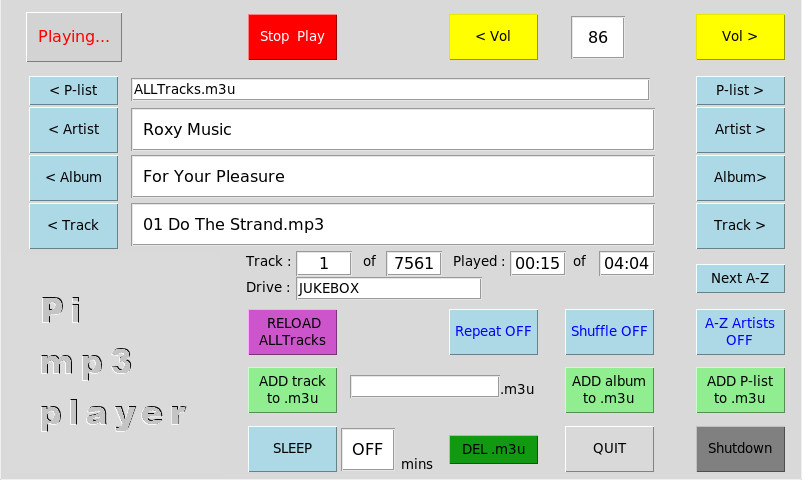 Playing...
Stop Play
< Vol
86
Vol >
< P-list
ALLTracks.m3u
P-list >
< Artist
Roxy Music
Artist >
< Album
For Your Pleasure
Album>
< Track
01 Do The Strand.mp3
Track >
Track : 1 of 7561 Played : 00:15 of 04:04
Drive : JUKEBOX
Next A-Z
Pi
mp3
player
RELOAD
ALLTracks
Repeat OFF
Shuffle OFF
A-Z Artists
OFF
ADD track
to .m3u
.m3u
ADD album
to .m3u
ADD P-list
to .m3u
SLEEP
OFF
mins
DEL .m3u
QUIT
Shutdown